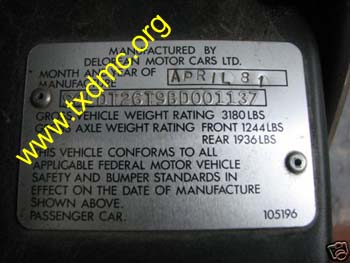 MANUFACTURED BY
DELOREAN MOTOR CARS LTD.
MONTH AND YEAR OF
MANUFACTURE APRIL 81
DT26T9BD001137
GROSS VEHICLE WEIGHT RATING 3180 LBS
GROSS AXLE WEIGHT RATING FRONT 1244 LBS
REAR 1936 LBS
THIS VEHICLE CONFORMS TO ALL
APPLICABLE FEDERAL MOTOR VEHICLE
SAFETY AND BUMPER STANDARDS IN
EFFECT ON THE DATE OF MANUFACTURE
SHOWN ABOVE.
PASSENGER CAR. 105196
www.txdmc.org